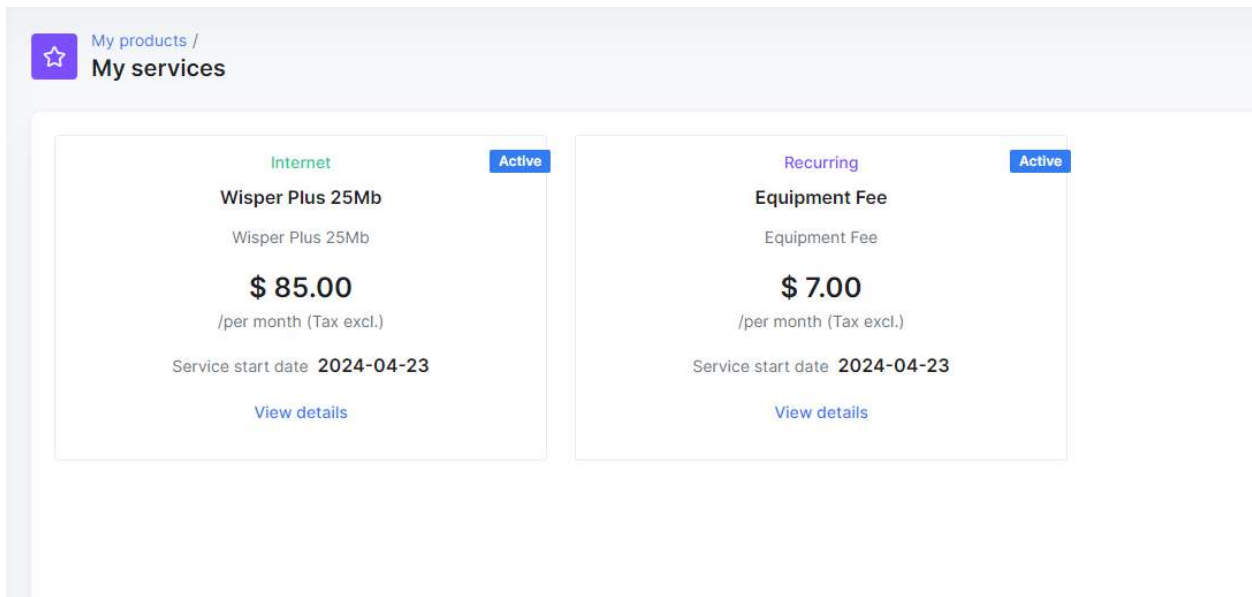 My products /
My services
Internet
Active
Wisper Plus 25Mb
Wisper Plus 25Mb
$ 85.00
/per month (Tax excl.)
Service start date 2024-04-23
View details
Recurring
Active
Equipment Fee
Equipment Fee
$ 7.00
/per month (Tax excl.)
Service start date 2024-04-23
View details